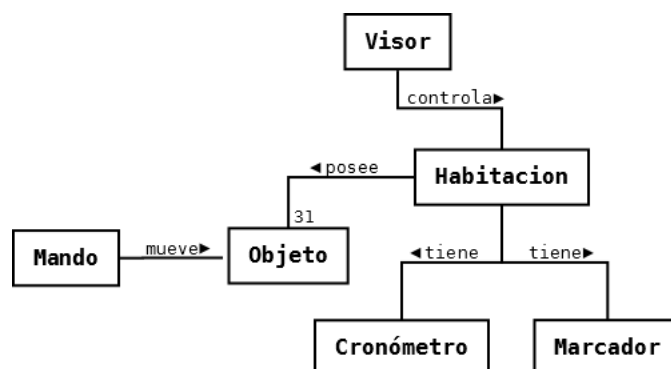 Visor
controla►
◄posee
Habitacion
31
Mando
mueve►
Objeto
◄tiene
tiene►
Cronómetro
Marcador